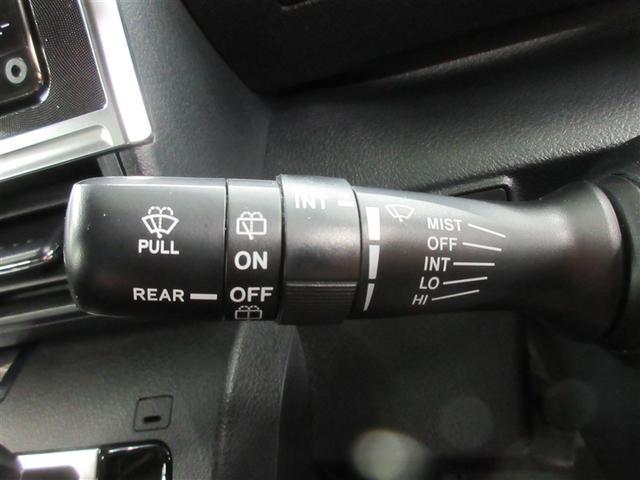 PULL
REAR
ON
OFF
INT
MIST
OFF
INT
LO
HI